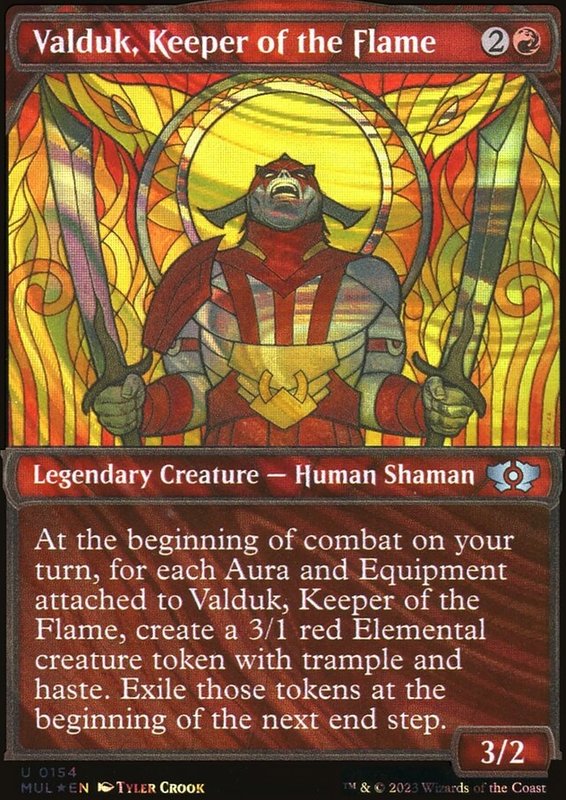 Valduk, Keeper of the Flame 2
Legendary Creature — Human Shaman
At the beginning of combat on your
turn, for each Aura and Equipment
attached to Valduk, Keeper of the
Flame, create a 3/1 red Elemental
creature token with trample and
haste. Exile those tokens at the
beginning of the next end step.
3/2
U 0154
MUL ★ EN Tyler Crook
™ & © 2023 Wizards of the Coast